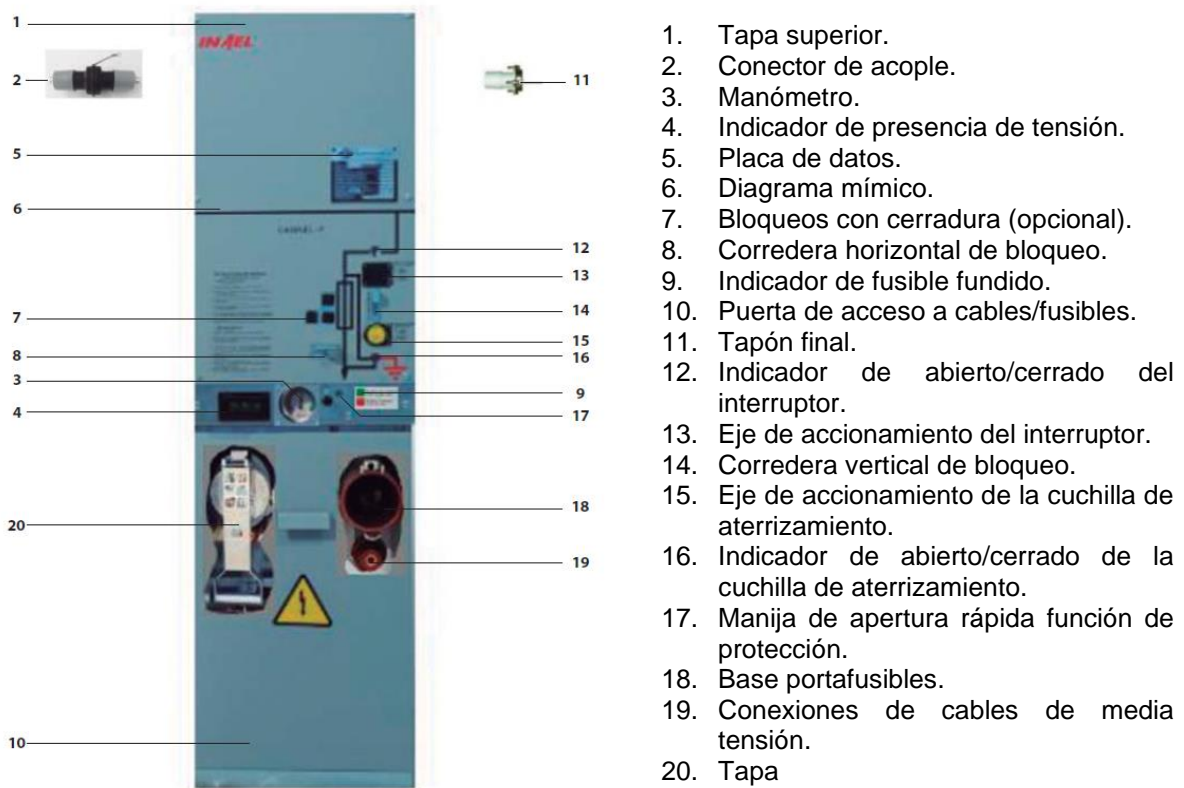 1
INAEL
2
11
5
6
CABINEL-F
12
13
7
14
15
8
16
3
9
4
17
18
20
19
10
1. Tapa superior.
2. Conector de acople.
3. Manómetro.
4. Indicador de presencia de tensión.
5. Placa de datos.
6. Diagrama mímico.
7. Bloqueos con cerradura (opcional).
8. Corredera horizontal de bloqueo.
9. Indicador de fusible fundido.
10. Puerta de acceso a cables/fusibles.
11. Tapón final.
12. Indicador de abierto/cerrado del
interruptor.
13. Eje de accionamiento del interruptor.
14. Corredera vertical de bloqueo.
15. Eje de accionamiento de la cuchilla de
aterrizamiento.
16. Indicador de abierto/cerrado de la
cuchilla de aterrizamiento.
17. Manija de apertura rápida función de
protección.
18. Base portafusibles.
19. Conexiones de cables de media
tensión.
20. Tapa